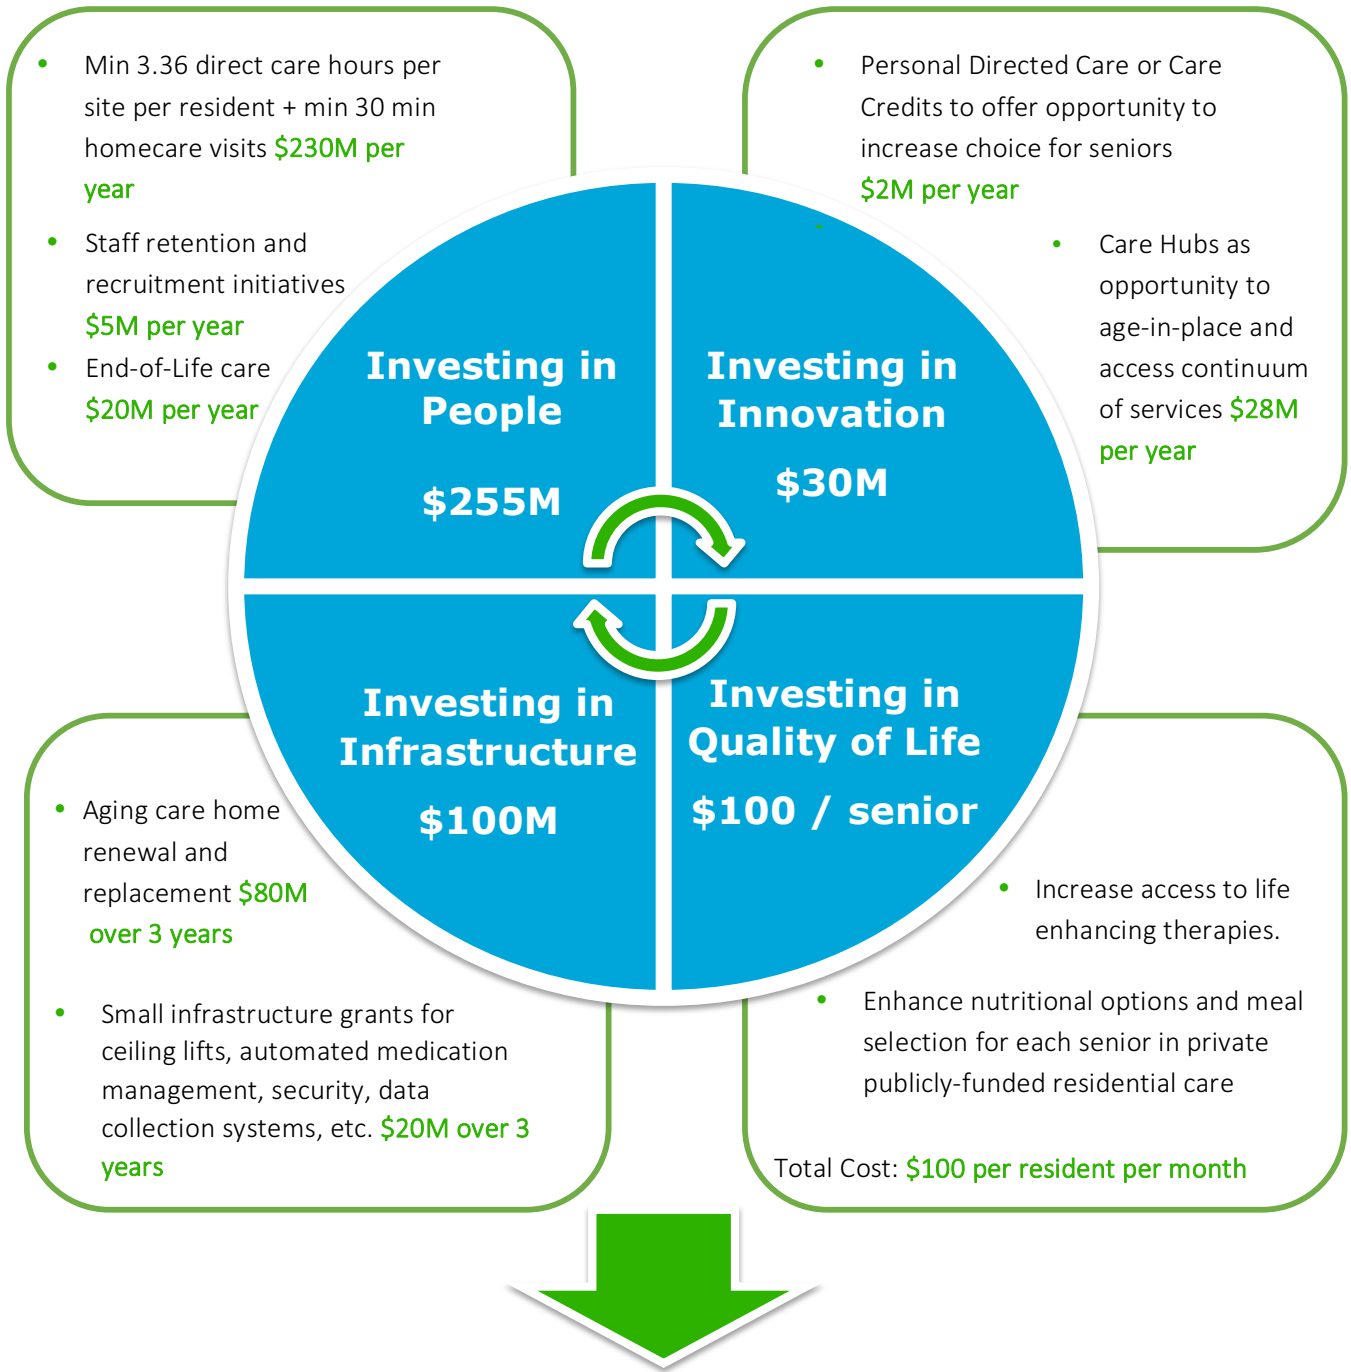 • Min 3.36 direct care hours per
site per resident + min 30 min
homecare visits $230M per
year
• Staff retention and
recruitment initiatives
$5M per year
• End-of-Life care
$20M per year
• Personal Directed Care or Care
Credits to offer opportunity to
increase choice for seniors
$2M per year
• Care Hubs as
opportunity to
age-in-place and
access continuum
of services $28M
per year
Investing in
People
$255M
Investing in
Innovation
$30M
Investing in
Infrastructure
$100M
Investing in
Quality of Life
$100 / senior
• Aging care home
renewal and
replacement $80M
over 3 years
• Small infrastructure grants for
ceiling lifts, automated medication
management, security, data
collection systems, etc. $20M over 3
years
• Increase access to life
enhancing therapies.
• Enhance nutritional options and meal
selection for each senior in private
publicly-funded residential care
Total Cost: $100 per resident per month